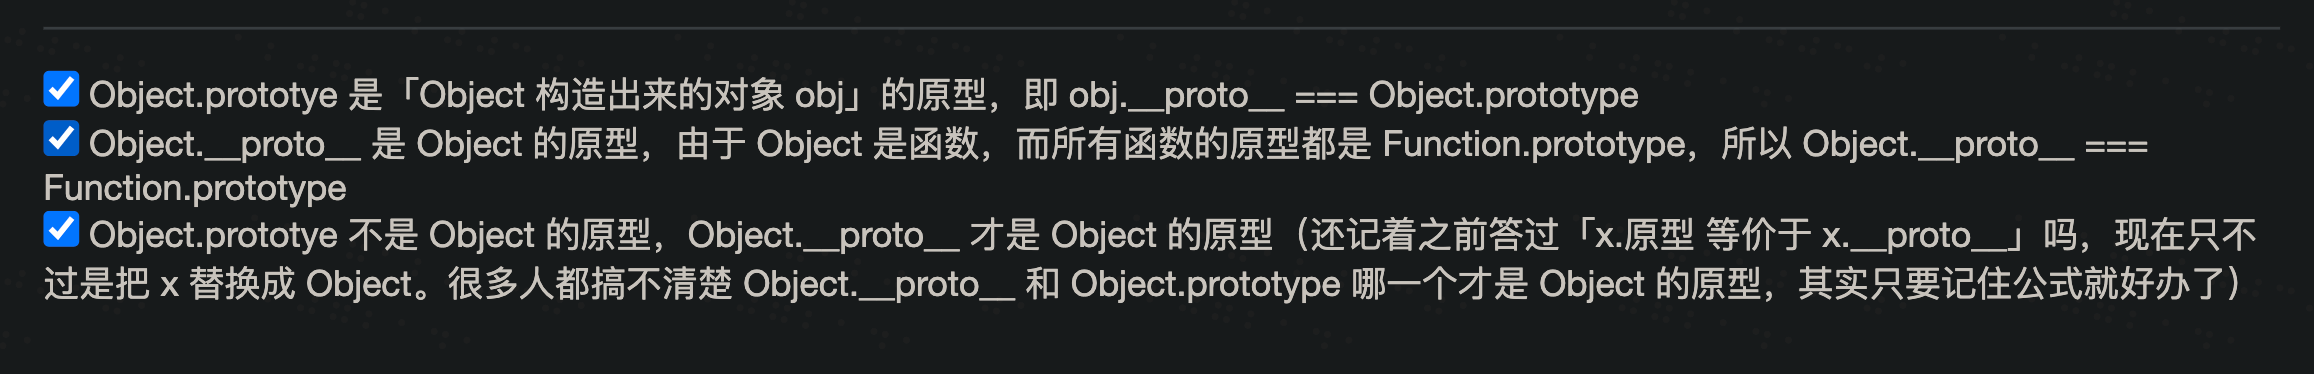 Object.prototye 是「Object 构造出来的对象 obj」的原型，即 obj.__proto__ === Object.prototype
Object.__proto__ 是 Object 的原型，由于 Object 是函数，而所有函数的原型都是 Function.prototype，所以 Object.__proto__ ===
Function.prototype
Object.prototye 不是 Object 的原型，Object.__proto__ 才是 Object 的原型（还记着之前答过「x.原型 等价于 x.__proto__」吗，现在只不
过是把 x 替换成 Object。很多人都搞不清楚 Object.__proto__ 和 Object.prototype 哪一个才是 Object 的原型，其实只要记住公式就好办了）